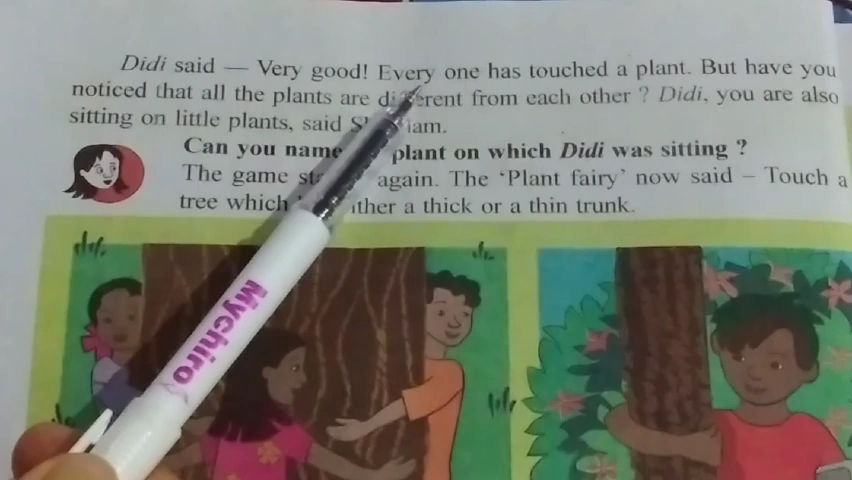 Didi said — Very good! Every one has touched a plant. But have you
noticed that all the plants are different from each other ? Didi, you are also
sitting on little plants, said
Can you name plant on which Didi was sitting ?
The game again. The ‘Plant fairy’ now said – Touch a
tree which either a thick or a thin trunk.
Mychiro